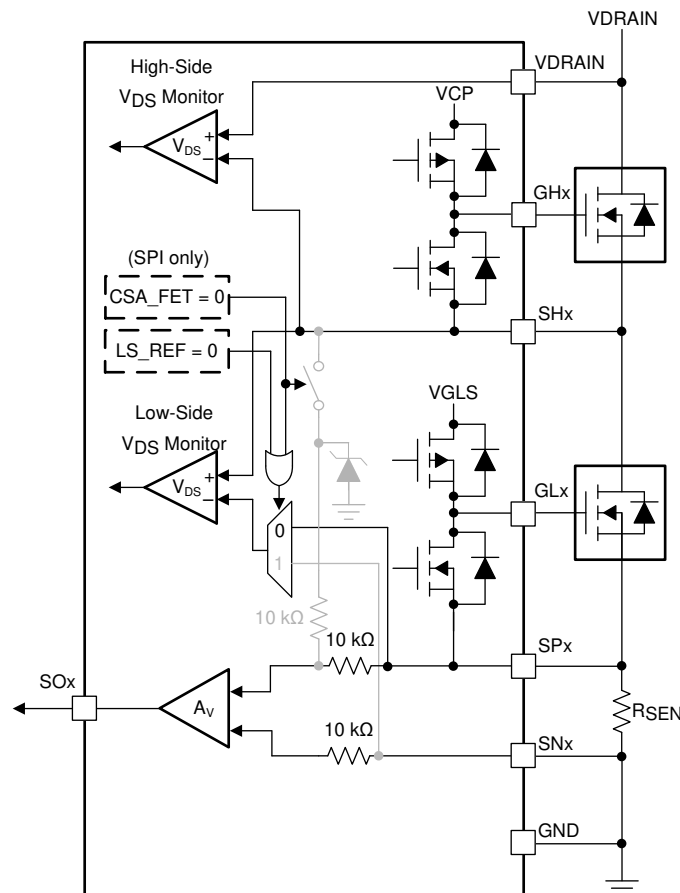 VDRAIN
VDRAIN
High-Side
VDS Monitor
VCP
+
VDS
−
GHx
(SPI only)
CSA_FET = 0
SHx
LS_REF = 0
VGLS
Low-Side
VDS Monitor
+
VDS
−
GLx
0
1
10 kΩ
10 kΩ
SPx
SOx
AV
RSEN
10 kΩ
SNx
GND